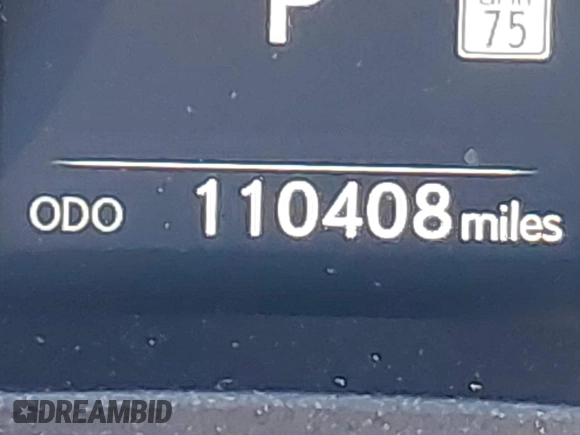 P
75
ODO 110408 miles
DREAMBID